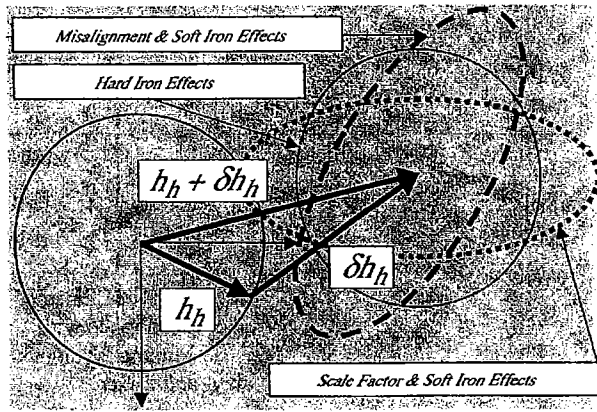 Misalignment & Soft Iron Effects
Hard Iron Effects
h_h + δh_h
δh_h
h_h
Scale Factor & Soft Iron Effects